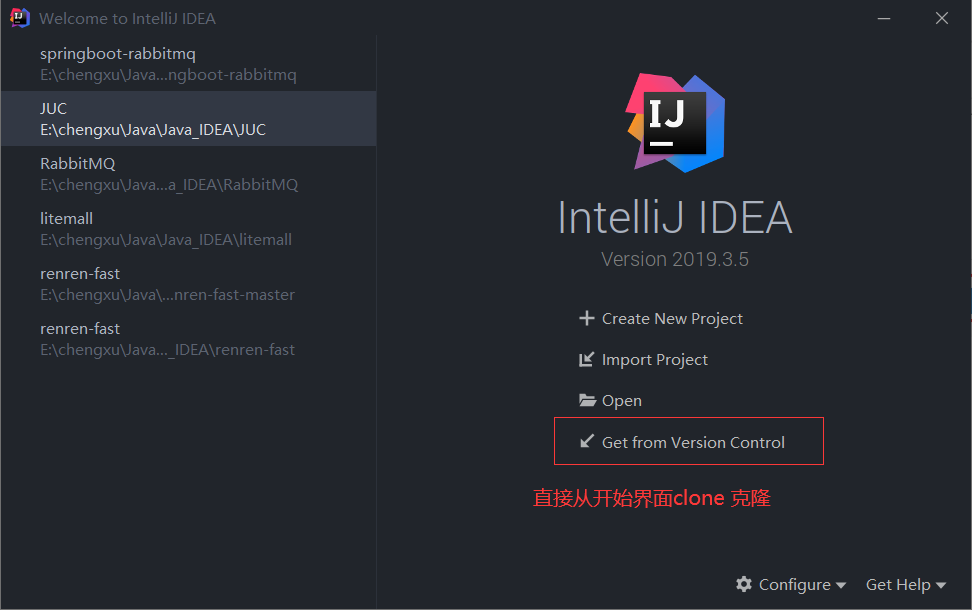 Welcome to IntelliJ IDEA
springboot-rabbitmq
E:\chengxu\Java...ngboot-rabbitmq
JUC
E:\chengxu\Java\Java_IDEA\JUC
RabbitMQ
E:\chengxu\Java...a_IDEA\RabbitMQ
litemall
E:\chengxu\Java\Java_IDEA\litemall
renren-fast
E:\chengxu\Java\...nren-fast-master
renren-fast
E:\chengxu\Java..._IDEA\renren-fast
IJ
IntelliJ IDEA
Version 2019.3.5
Create New Project
Import Project
Open
Get from Version Control
直接从开始界面clone 克隆
Configure
Get Help